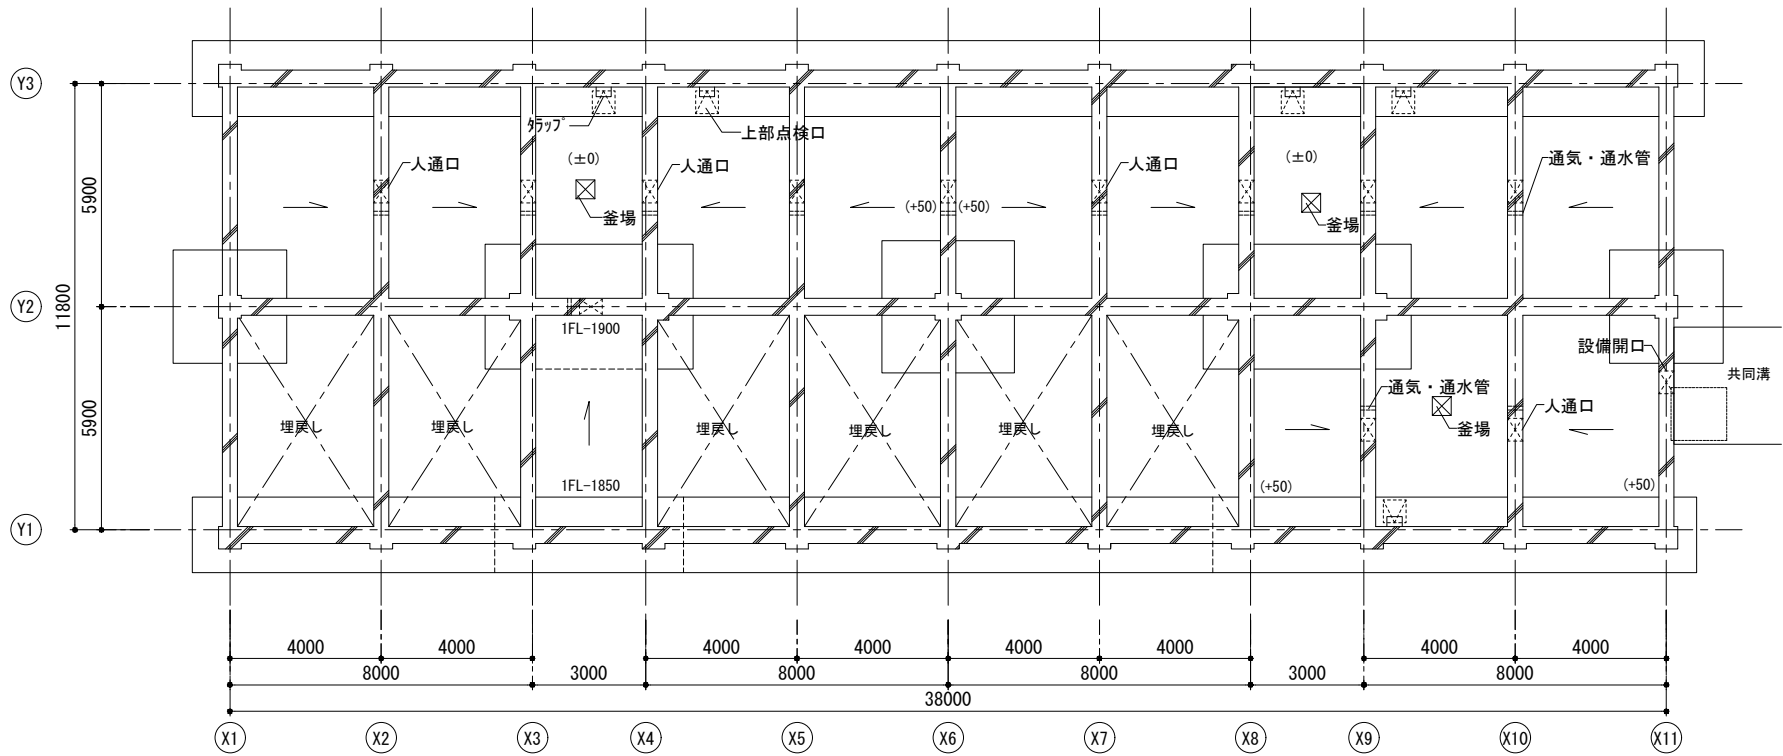 Y3
ﾀﾗｯﾌﾟ
上部点検口
(±0)
(±0)
人通口
人通口
人通口
通気・通水管
5900
釜場
(+50)
(+50)
釜場
Y2
11800
1FL-1900
設備開口
共同溝
通気・通水管
人通口
5900
埋戻し
埋戻し
埋戻し
埋戻し
埋戻し
埋戻し
釜場
1FL-1850
(+50)
(+50)
Y1
4000
4000
4000
4000
4000
4000
4000
4000
8000
3000
8000
8000
3000
8000
38000
X1
X2
X3
X4
X5
X6
X7
X8
X9
X10
X11